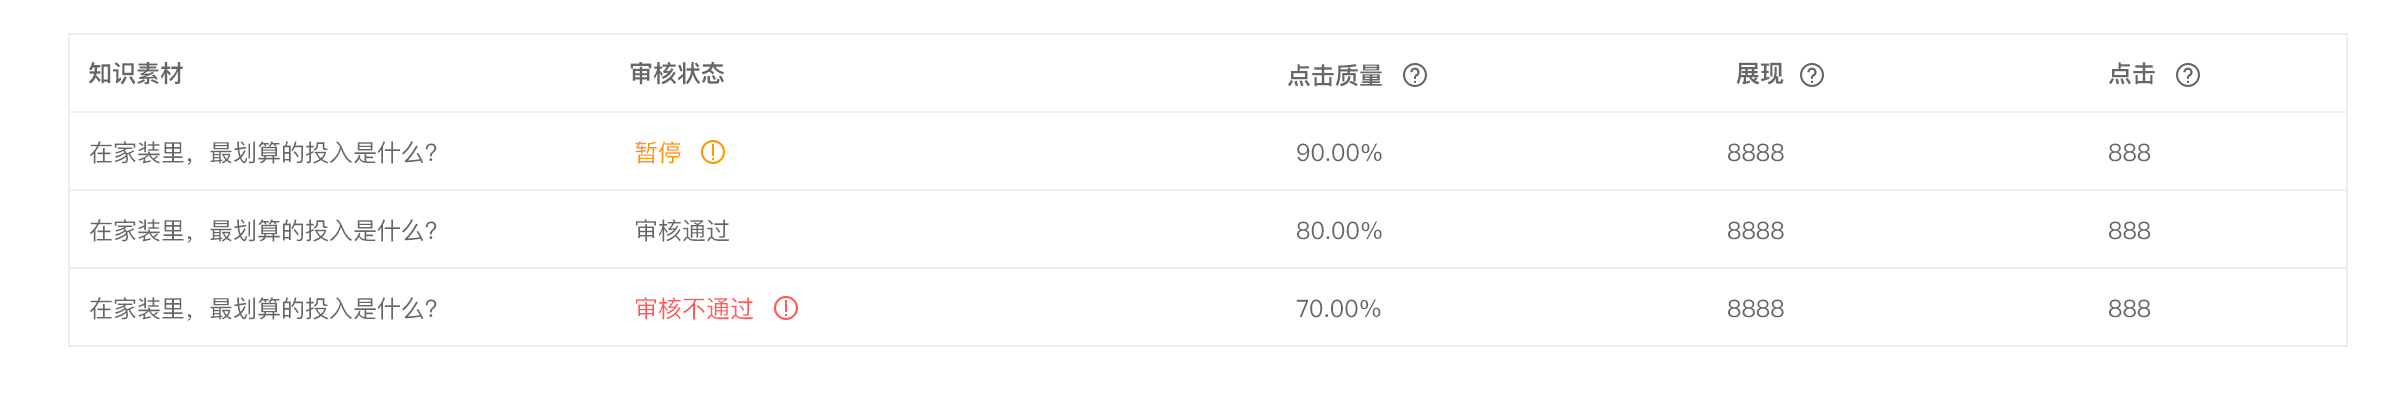 知识素材 审核状态 点击质量 展现 点击
在家装里，最划算的投入是什么？ 暂停 90.00% 8888 888
在家装里，最划算的投入是什么？ 审核通过 80.00% 8888 888
在家装里，最划算的投入是什么？ 审核不通过 70.00% 8888 888